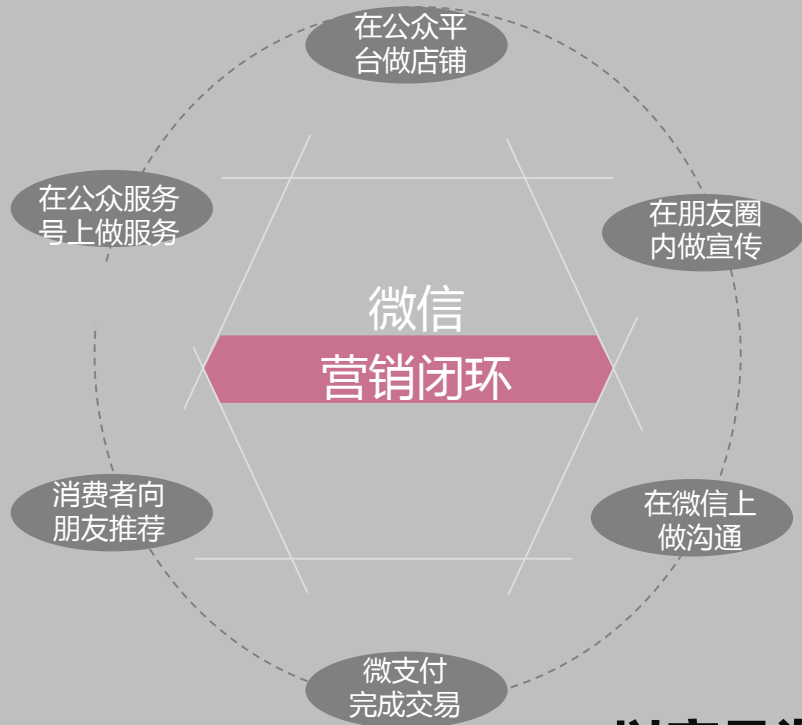 在公众平
台做店铺
在公众服务
号上做服务
在朋友圈
内做宣传
微信
营销闭环
消费者向
朋友推荐
在微信上
做沟通
微支付
完成交易